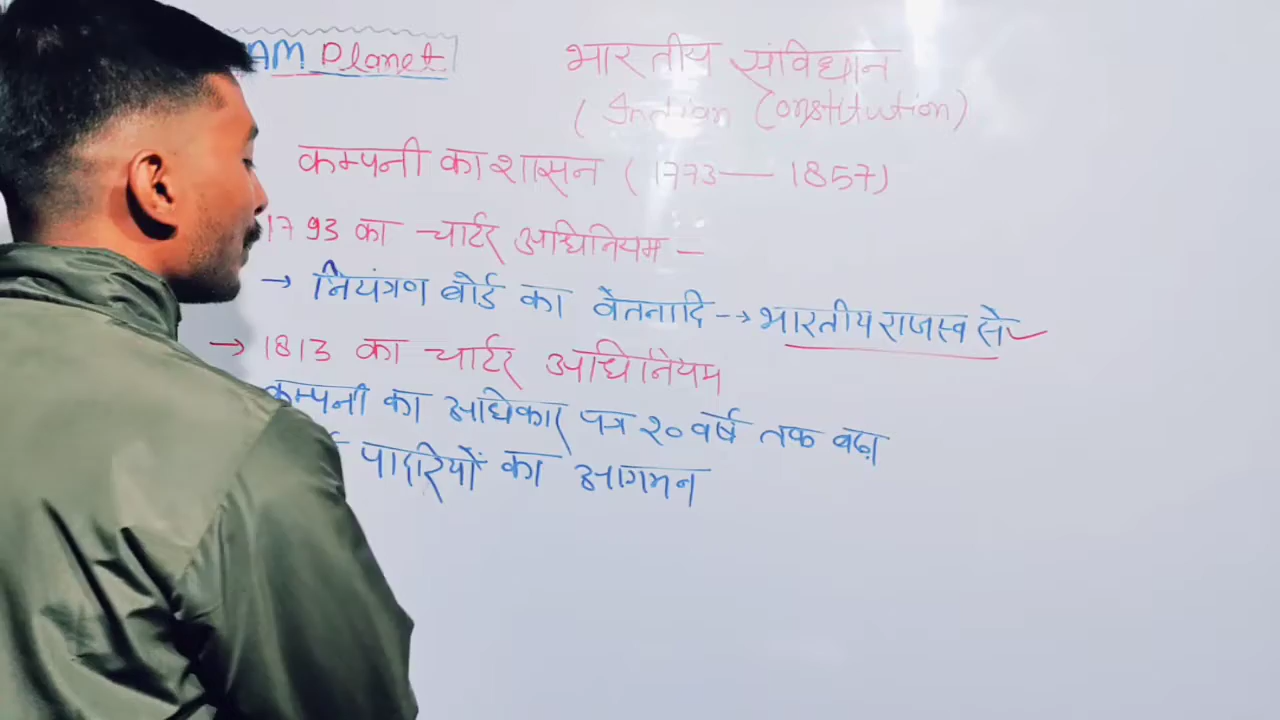 AM Planet
भारतीय संविधान
(Indian Constitution)
कम्पनी का शासन (1773 — 1857)
1793 का चार्टर अधिनियम —
→ नियंत्रण बोर्ड का वेतनादि → भारतीय राजस्व से
→ 1813 का चार्टर अधिनियम
कम्पनी का अधिकार पत्र २० वर्ष तक बढ़ा
पादरियों का आगमन